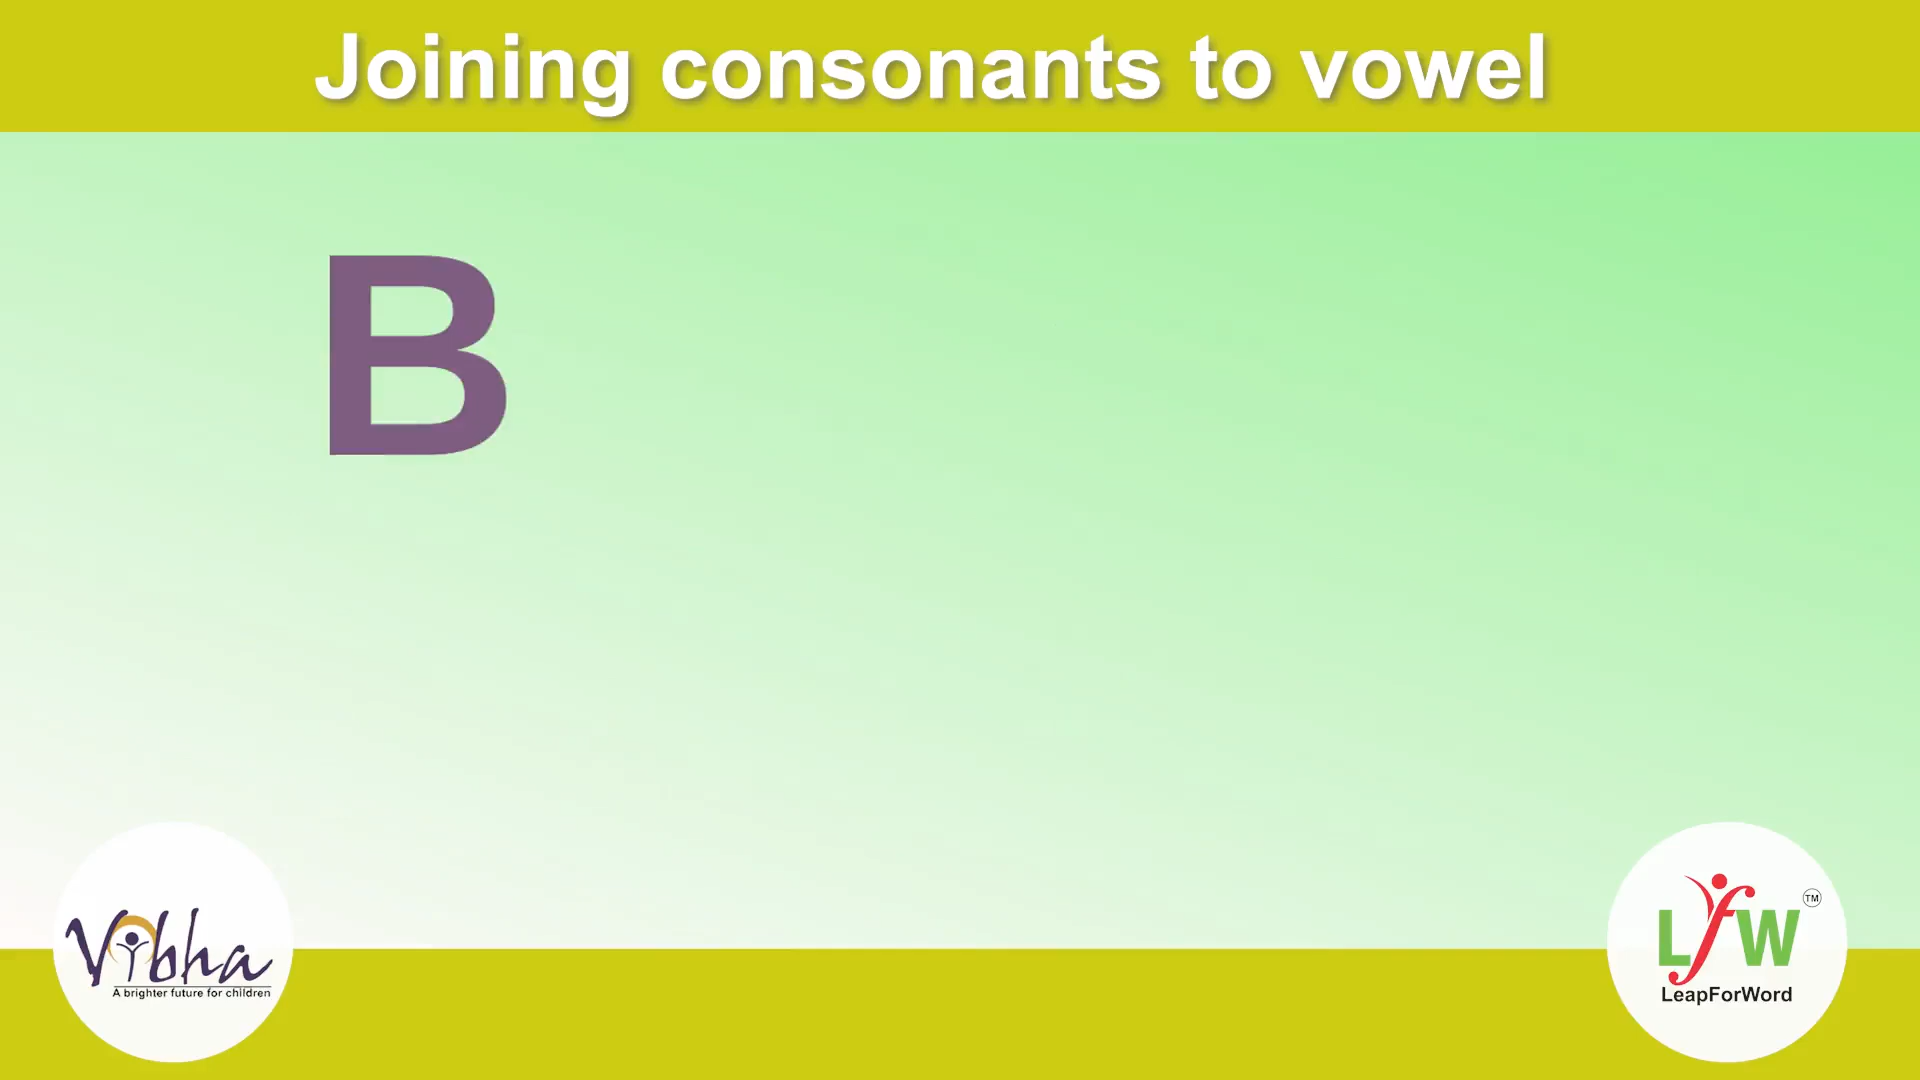 Joining consonants to vowel
B
Vibha
A brighter future for children
LfW TM
LeapForWord